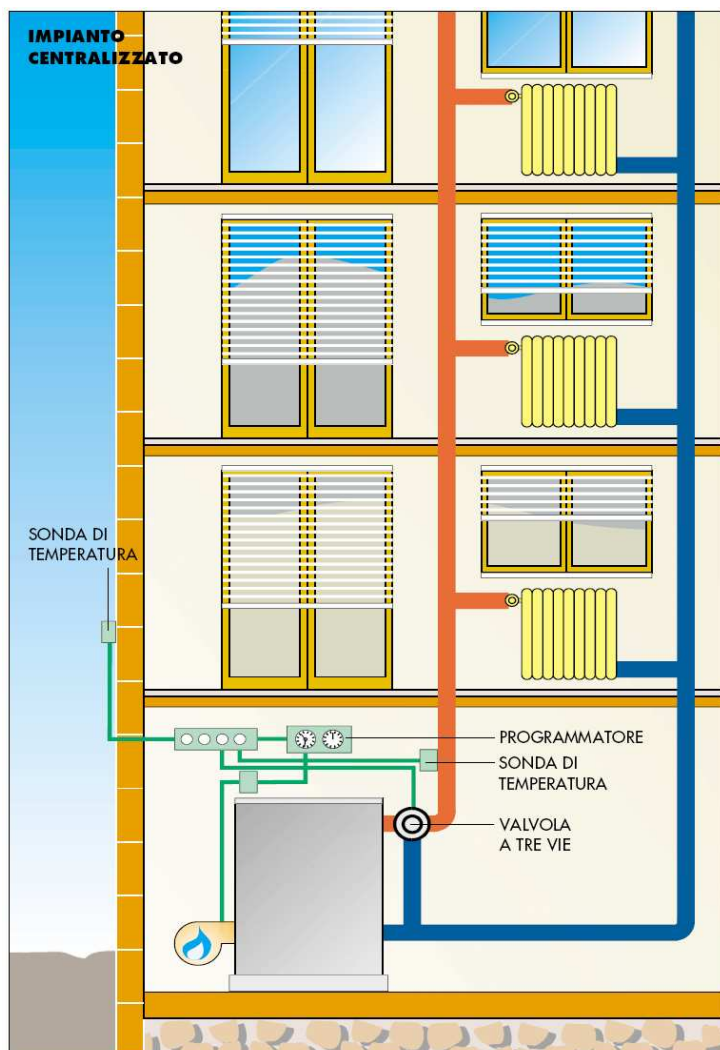 IMPIANTO
CENTRALIZZATO
SONDA DI
TEMPERATURA
PROGRAMMATORE
SONDA DI
TEMPERATURA
VALVOLA
A TRE VIE